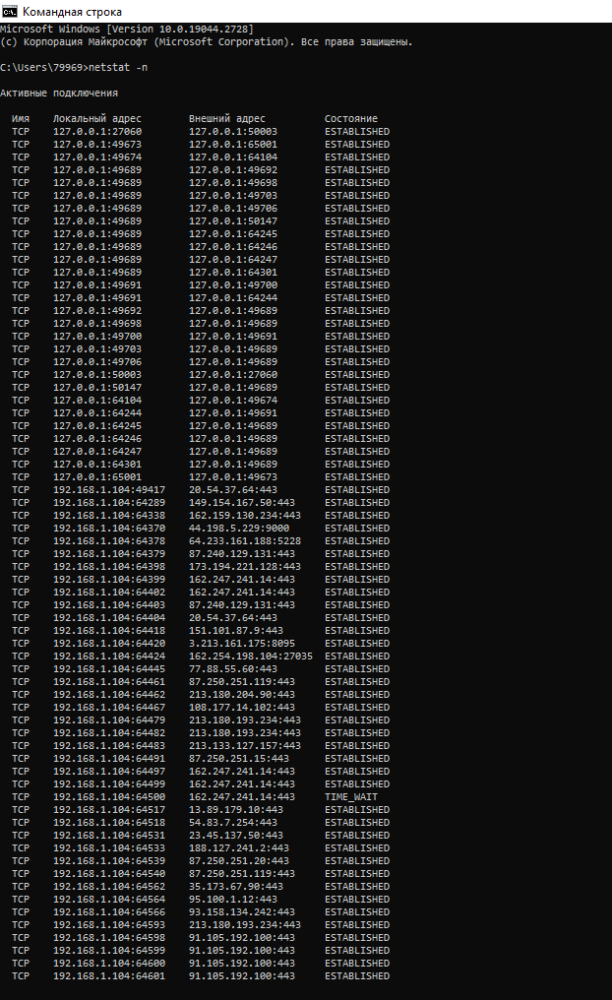 Командная строка
Microsoft Windows [Version 10.0.19044.2728]
(c) Корпорация Майкрософт (Microsoft Corporation). Все права защищены.
C:\Users\79969>netstat -n
Активные подключения
Имя Локальный адрес Внешний адрес Состояние
TCP 127.0.0.1:27060 127.0.0.1:50003 ESTABLISHED
TCP 127.0.0.1:49673 127.0.0.1:65001 ESTABLISHED
TCP 127.0.0.1:49674 127.0.0.1:64104 ESTABLISHED
TCP 127.0.0.1:49689 127.0.0.1:49692 ESTABLISHED
TCP 127.0.0.1:49689 127.0.0.1:49698 ESTABLISHED
TCP 127.0.0.1:49689 127.0.0.1:49703 ESTABLISHED
TCP 127.0.0.1:49689 127.0.0.1:49706 ESTABLISHED
TCP 127.0.0.1:49689 127.0.0.1:50147 ESTABLISHED
TCP 127.0.0.1:49689 127.0.0.1:64245 ESTABLISHED
TCP 127.0.0.1:49689 127.0.0.1:64246 ESTABLISHED
TCP 127.0.0.1:49689 127.0.0.1:64247 ESTABLISHED
TCP 127.0.0.1:49689 127.0.0.1:64301 ESTABLISHED
TCP 127.0.0.1:49691 127.0.0.1:49700 ESTABLISHED
TCP 127.0.0.1:49691 127.0.0.1:64244 ESTABLISHED
TCP 127.0.0.1:49692 127.0.0.1:49689 ESTABLISHED
TCP 127.0.0.1:49698 127.0.0.1:49689 ESTABLISHED
TCP 127.0.0.1:49700 127.0.0.1:49691 ESTABLISHED
TCP 127.0.0.1:49703 127.0.0.1:49689 ESTABLISHED
TCP 127.0.0.1:49706 127.0.0.1:49689 ESTABLISHED
TCP 127.0.0.1:50003 127.0.0.1:27060 ESTABLISHED
TCP 127.0.0.1:50147 127.0.0.1:49689 ESTABLISHED
TCP 127.0.0.1:64104 127.0.0.1:49674 ESTABLISHED
TCP 127.0.0.1:64244 127.0.0.1:49691 ESTABLISHED
TCP 127.0.0.1:64245 127.0.0.1:49689 ESTABLISHED
TCP 127.0.0.1:64246 127.0.0.1:49689 ESTABLISHED
TCP 127.0.0.1:64247 127.0.0.1:49689 ESTABLISHED
TCP 127.0.0.1:64301 127.0.0.1:49689 ESTABLISHED
TCP 127.0.0.1:65001 127.0.0.1:49673 ESTABLISHED
TCP 192.168.1.104:49417 20.54.37.64:443 ESTABLISHED
TCP 192.168.1.104:64289 149.154.167.50:443 ESTABLISHED
TCP 192.168.1.104:64338 162.159.130.234:443 ESTABLISHED
TCP 192.168.1.104:64370 44.198.5.229:9000 ESTABLISHED
TCP 192.168.1.104:64378 64.233.161.188:5228 ESTABLISHED
TCP 192.168.1.104:64379 87.240.129.131:443 ESTABLISHED
TCP 192.168.1.104:64398 173.194.221.128:443 ESTABLISHED
TCP 192.168.1.104:64399 162.247.241.14:443 ESTABLISHED
TCP 192.168.1.104:64402 162.247.241.14:443 ESTABLISHED
TCP 192.168.1.104:64403 87.240.129.131:443 ESTABLISHED
TCP 192.168.1.104:64404 20.54.37.64:443 ESTABLISHED
TCP 192.168.1.104:64418 151.101.87.9:443 ESTABLISHED
TCP 192.168.1.104:64420 3.213.161.175:8095 ESTABLISHED
TCP 192.168.1.104:64424 162.254.198.104:27035 ESTABLISHED
TCP 192.168.1.104:64445 77.88.55.60:443 ESTABLISHED
TCP 192.168.1.104:64461 87.250.251.119:443 ESTABLISHED
TCP 192.168.1.104:64462 213.180.204.90:443 ESTABLISHED
TCP 192.168.1.104:64467 108.177.14.102:443 ESTABLISHED
TCP 192.168.1.104:64479 213.180.193.234:443 ESTABLISHED
TCP 192.168.1.104:64482 213.180.193.234:443 ESTABLISHED
TCP 192.168.1.104:64483 213.133.127.157:443 ESTABLISHED
TCP 192.168.1.104:64491 87.250.251.15:443 ESTABLISHED
TCP 192.168.1.104:64497 162.247.241.14:443 ESTABLISHED
TCP 192.168.1.104:64499 162.247.241.14:443 ESTABLISHED
TCP 192.168.1.104:64500 162.247.241.14:443 TIME_WAIT
TCP 192.168.1.104:64517 13.89.179.10:443 ESTABLISHED
TCP 192.168.1.104:64518 54.83.7.254:443 ESTABLISHED
TCP 192.168.1.104:64531 23.45.137.50:443 ESTABLISHED
TCP 192.168.1.104:64533 188.127.241.2:443 ESTABLISHED
TCP 192.168.1.104:64539 87.250.251.20:443 ESTABLISHED
TCP 192.168.1.104:64540 87.250.251.119:443 ESTABLISHED
TCP 192.168.1.104:64562 35.173.67.90:443 ESTABLISHED
TCP 192.168.1.104:64564 95.100.1.12:443 ESTABLISHED
TCP 192.168.1.104:64566 93.158.134.242:443 ESTABLISHED
TCP 192.168.1.104:64593 213.180.193.234:443 ESTABLISHED
TCP 192.168.1.104:64598 91.105.192.100:443 ESTABLISHED
TCP 192.168.1.104:64599 91.105.192.100:443 ESTABLISHED
TCP 192.168.1.104:64600 91.105.192.100:443 ESTABLISHED
TCP 192.168.1.104:64601 91.105.192.100:443 ESTABLISHED